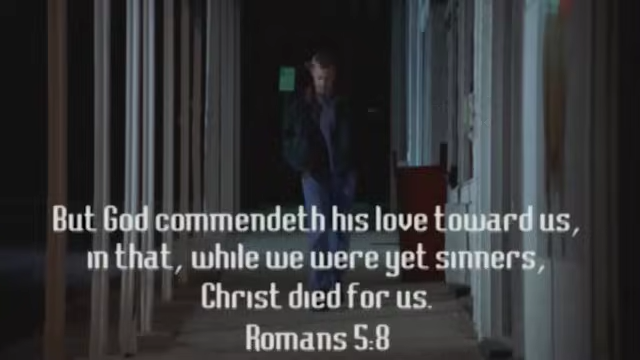 But God commendeth his love toward us,
in that, while we were yet sinners,
Christ died for us.
Romans 5:8